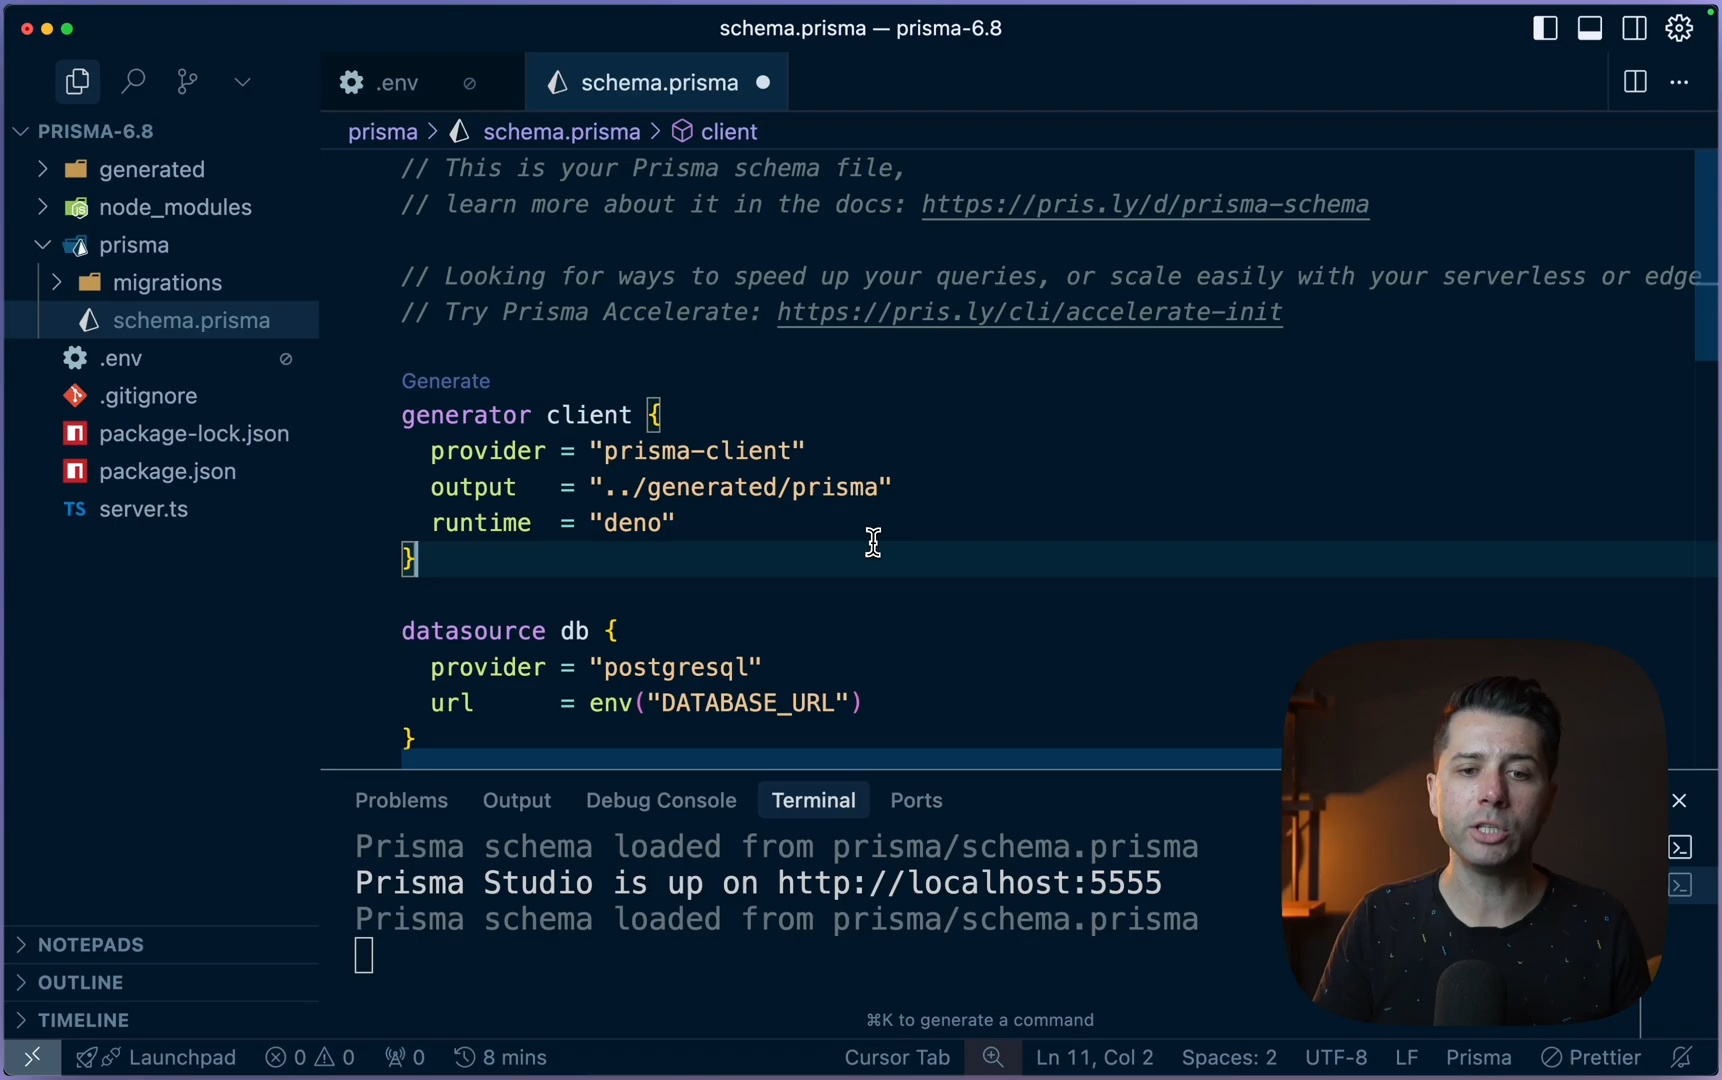 schema.prisma — prisma-6.8
.env
schema.prisma
PRISMA-6.8
prisma > schema.prisma > client
generated
node_modules
prisma
migrations
schema.prisma
.env
.gitignore
package-lock.json
package.json
TS server.ts
// This is your Prisma schema file,
// learn more about it in the docs: https://pris.ly/d/prisma-schema
// Looking for ways to speed up your queries, or scale easily with your serverless or edge
// Try Prisma Accelerate: https://pris.ly/cli/accelerate-init
Generate
generator client {
provider = "prisma-client"
output = "../generated/prisma"
runtime = "deno"
}
datasource db {
provider = "postgresql"
url = env("DATABASE_URL")
}
Problems Output Debug Console Terminal Ports
Prisma schema loaded from prisma/schema.prisma
Prisma Studio is up on http://localhost:5555
Prisma schema loaded from prisma/schema.prisma
⌘K to generate a command
NOTEPADS
OUTLINE
TIMELINE
Launchpad 0 0 0 8 mins Cursor Tab Ln 11, Col 2 Spaces: 2 UTF-8 LF Prisma Prettier